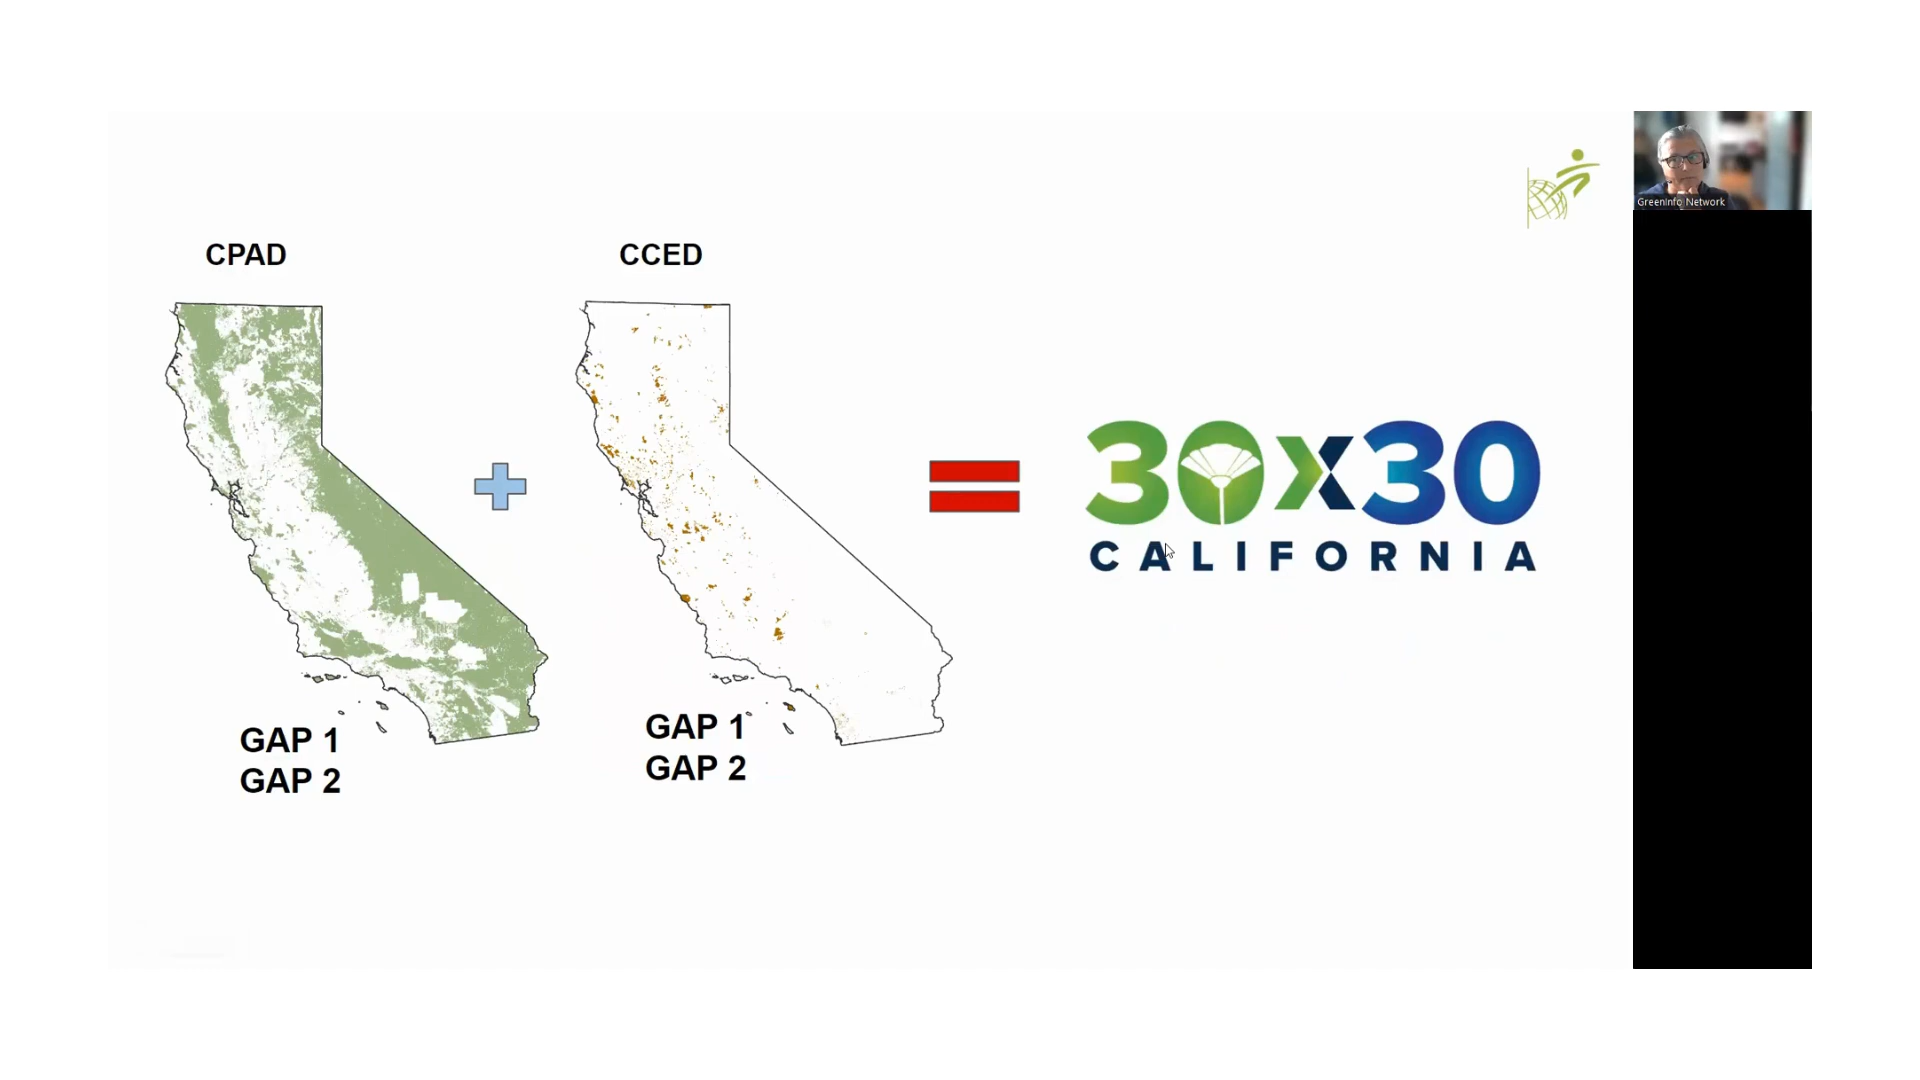 CPAD
CCED
GAP 1
GAP 2
GAP 1
GAP 2
30x30
CALIFORNIA
GreenInfo Network